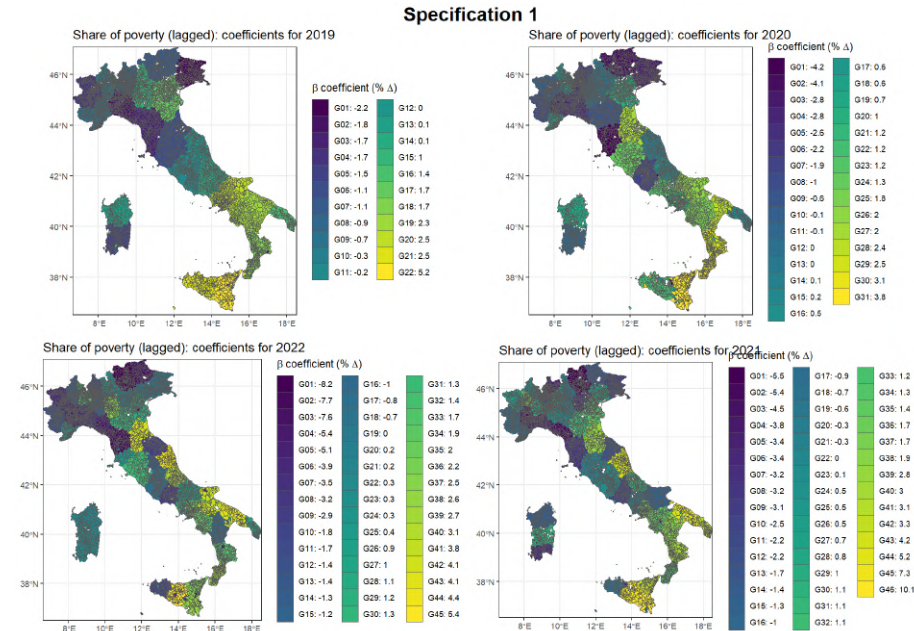 Specification 1
Share of poverty (lagged): coefficients for 2019
46°N
44°N
42°N
40°N
38°N
8°E 10°E 12°E 14°E 16°E 18°E
β coefficient (% Δ)
G01: -2.2
G02: -1.8
G03: -1.7
G04: -1.7
G05: -1.5
G06: -1.1
G07: -1.1
G08: -0.9
G09: -0.7
G10: -0.3
G11: -0.2
G12: 0
G13: 0.1
G14: 0.1
G15: 1
G16: 1.4
G17: 1.7
G18: 1.7
G19: 2.3
G20: 2.5
G21: 2.5
G22: 5.2
Share of poverty (lagged): coefficients for 2020
46°N
44°N
42°N
40°N
38°N
8°E 10°E 12°E 14°E 16°E 18°E
β coefficient (% Δ)
G01: -4.2
G02: -4.1
G03: -2.8
G04: -2.8
G05: -2.5
G06: -2.2
G07: -1.9
G08: -1
G09: -0.6
G10: -0.1
G11: -0.1
G12: 0
G13: 0
G14: 0.1
G15: 0.2
G16: 0.5
G17: 0.5
G18: 0.5
G19: 0.7
G20: 1
G21: 1.2
G22: 1.2
G23: 1.2
G24: 1.3
G25: 1.8
G26: 2
G27: 2
G28: 2.4
G29: 2.5
G30: 3.1
G31: 3.8
Share of poverty (lagged): coefficients for 2022
46°N
44°N
42°N
40°N
38°N
8°E 10°E 12°E 14°E 16°E 18°E
β coefficient (% Δ)
G01: -8.2
G02: -7.7
G03: -7.6
G04: -5.4
G05: -5.1
G06: -3.9
G07: -3.5
G08: -3.2
G09: -2.9
G10: -1.8
G11: -1.7
G12: -1.4
G13: -1.4
G14: -1.3
G15: -1.2
G16: -1
G17: -0.8
G18: -0.7
G19: 0
G20: 0.2
G21: 0.2
G22: 0.3
G23: 0.3
G24: 0.3
G25: 0.4
G26: 0.9
G27: 1
G28: 1.1
G29: 1.2
G30: 1.3
G31: 1.3
G32: 1.4
G33: 1.7
G34: 1.9
G35: 2
G36: 2.2
G37: 2.5
G38: 2.6
G39: 2.7
G40: 3.1
G41: 3.8
G42: 4.1
G43: 4.1
G44: 4.4
G45: 5.4
Share of poverty (lagged): coefficients for 2021
46°N
44°N
42°N
40°N
38°N
8°E 10°E 12°E 14°E 16°E 18°E
β coefficient (% Δ)
G01: -5.5
G02: -5.4
G03: -4.5
G04: -3.8
G05: -3.4
G06: -3.4
G07: -3.2
G08: -3.2
G09: -3.1
G10: -2.5
G11: -2.2
G12: -2.2
G13: -1.7
G14: -1.4
G15: -1.3
G16: -1
G17: -0.9
G18: -0.7
G19: -0.6
G20: -0.3
G21: -0.3
G22: 0
G23: 0.1
G24: 0.5
G25: 0.5
G26: 0.5
G27: 0.7
G28: 0.8
G29: 1
G30: 1.1
G31: 1.1
G32: 1.1
G33: 1.2
G34: 1.3
G35: 1.4
G36: 1.7
G37: 1.7
G38: 1.9
G39: 2.8
G40: 3
G41: 3.1
G42: 3.3
G43: 4.2
G44: 5.2
G45: 7.3
G46: 10.1